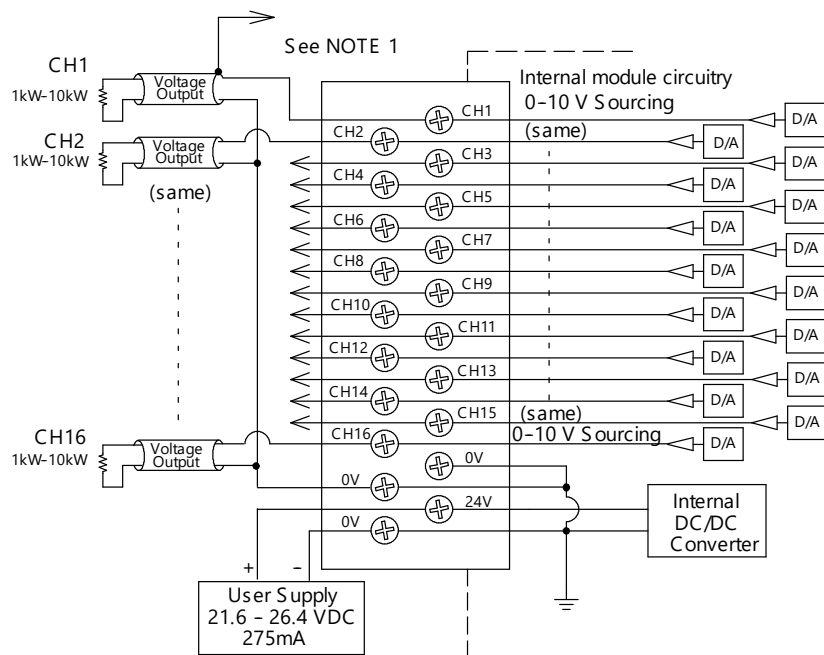 See NOTE 1
CH1
1kW-10kW
Voltage
Output
CH2
1kW-10kW
Voltage
Output
(same)
CH16
1kW-10kW
Voltage
Output
Internal module circuitry
0-10 V Sourcing
(same)
CH1
D/A
CH2
D/A
CH3
D/A
CH4
D/A
CH5
D/A
CH6
D/A
CH7
D/A
CH8
D/A
CH9
D/A
CH10
D/A
CH11
D/A
CH12
D/A
CH13
D/A
CH14
D/A
CH15
D/A
(same)
0-10 V Sourcing
CH16
D/A
0V
0V
24V
0V
Internal
DC/DC
Converter
+
-
User Supply
21.6 - 26.4 VDC
275mA